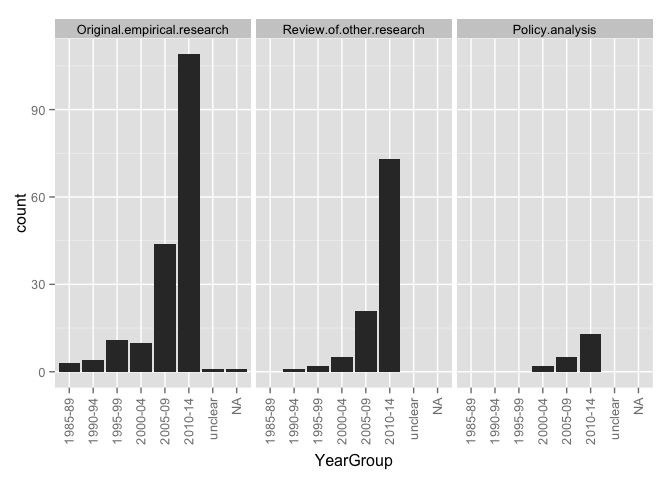 Original.empirical.research Review.of.other.research Policy.analysis
90
60
30
0
count
1985-89 1990-94 1995-99 2000-04 2005-09 2010-14 unclear NA 1985-89 1990-94 1995-99 2000-04 2005-09 2010-14 unclear NA 1985-89 1990-94 1995-99 2000-04 2005-09 2010-14 unclear NA
YearGroup